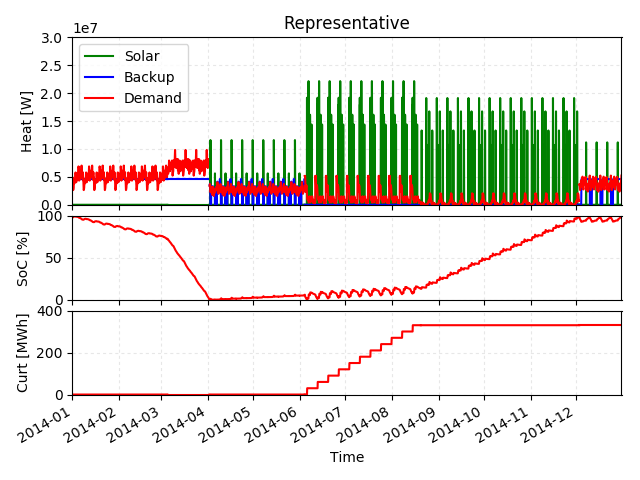 Representative
1e7
3.0
2.5
2.0
1.5
1.0
0.5
0.0
Heat [W]
Solar
Backup
Demand
100
50
0
SoC [%]
400
200
0
Curt [MWh]
2014-01
2014-02
2014-03
2014-04
2014-05
2014-06
2014-07
2014-08
2014-09
2014-10
2014-11
2014-12
Time